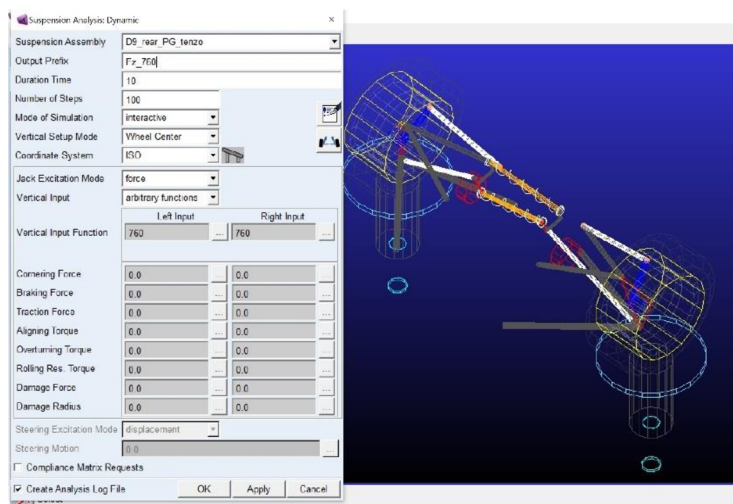 Suspension Analysis: Dynamic
Suspension Assembly D9_rear_PG_tenzo
Output Prefix Fz_760
Duration Time 10
Number of Steps 100
Mode of Simulation interactive
Vertical Setup Mode Wheel Center
Coordinate System ISO
Jack Excitation Mode force
Vertical Input arbitrary functions
Left Input Right Input
Vertical Input Function 760 ... 760 ...
Cornering Force 0.0 ... 0.0 ...
Braking Force 0.0 ... 0.0 ...
Traction Force 0.0 ... 0.0 ...
Aligning Torque 0.0 ... 0.0 ...
Overturning Torque 0.0 ... 0.0 ...
Rolling Res. Torque 0.0 ... 0.0 ...
Damage Force 0.0 ... 0.0 ...
Damage Radius 0.0 ... 0.0 ...
Steering Excitation Mode displacement
Steering Motion 0.0 ...
Compliance Matrix Requests
Create Analysis Log File OK Apply Cancel